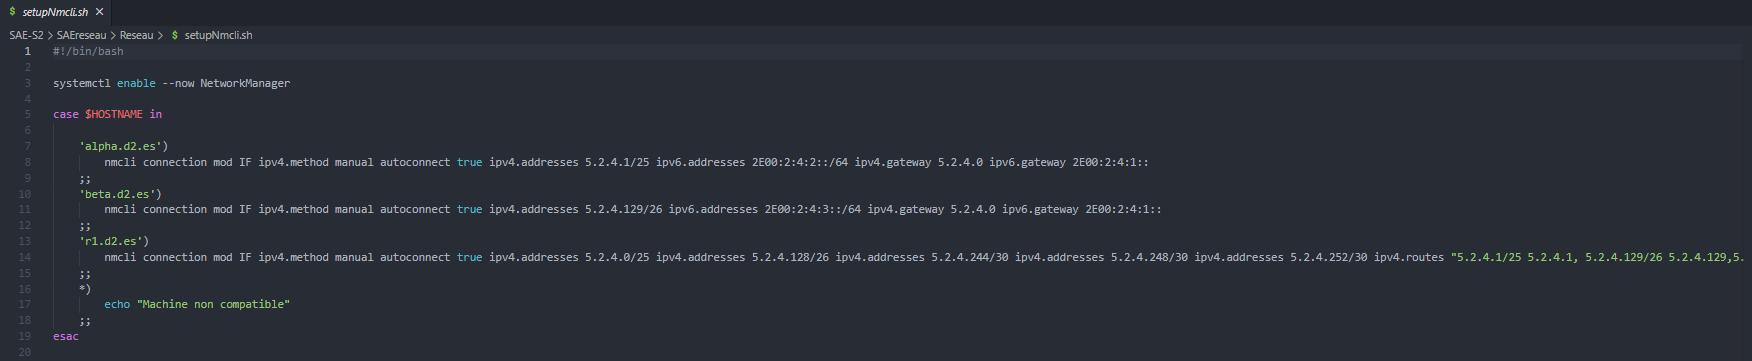 $ setupNmcli.sh ×
SAE-S2 > SAEreseau > Reseau > $ setupNmcli.sh
1 #!/bin/bash
2
3 systemctl enable --now NetworkManager
4
5 case $HOSTNAME in
6
7 'alpha.d2.es')
8 nmcli connection mod IF ipv4.method manual autoconnect true ipv4.addresses 5.2.4.1/25 ipv6.addresses 2E00:2:4:2::/64 ipv4.gateway 5.2.4.0 ipv6.gateway 2E00:2:4:1::
9 ;;
10 'beta.d2.es')
11 nmcli connection mod IF ipv4.method manual autoconnect true ipv4.addresses 5.2.4.129/26 ipv6.addresses 2E00:2:4:3::/64 ipv4.gateway 5.2.4.0 ipv6.gateway 2E00:2:4:1::
12 ;;
13 'r1.d2.es')
14 nmcli connection mod IF ipv4.method manual autoconnect true ipv4.addresses 5.2.4.0/25 ipv4.addresses 5.2.4.128/26 ipv4.addresses 5.2.4.244/30 ipv4.addresses 5.2.4.248/30 ipv4.addresses 5.2.4.252/30 ipv4.routes "5.2.4.1/25 5.2.4.1, 5.2.4.129/26 5.2.4.129,5.
15 ;;
16 *)
17 echo "Machine non compatible"
18 ;;
19 esac
20